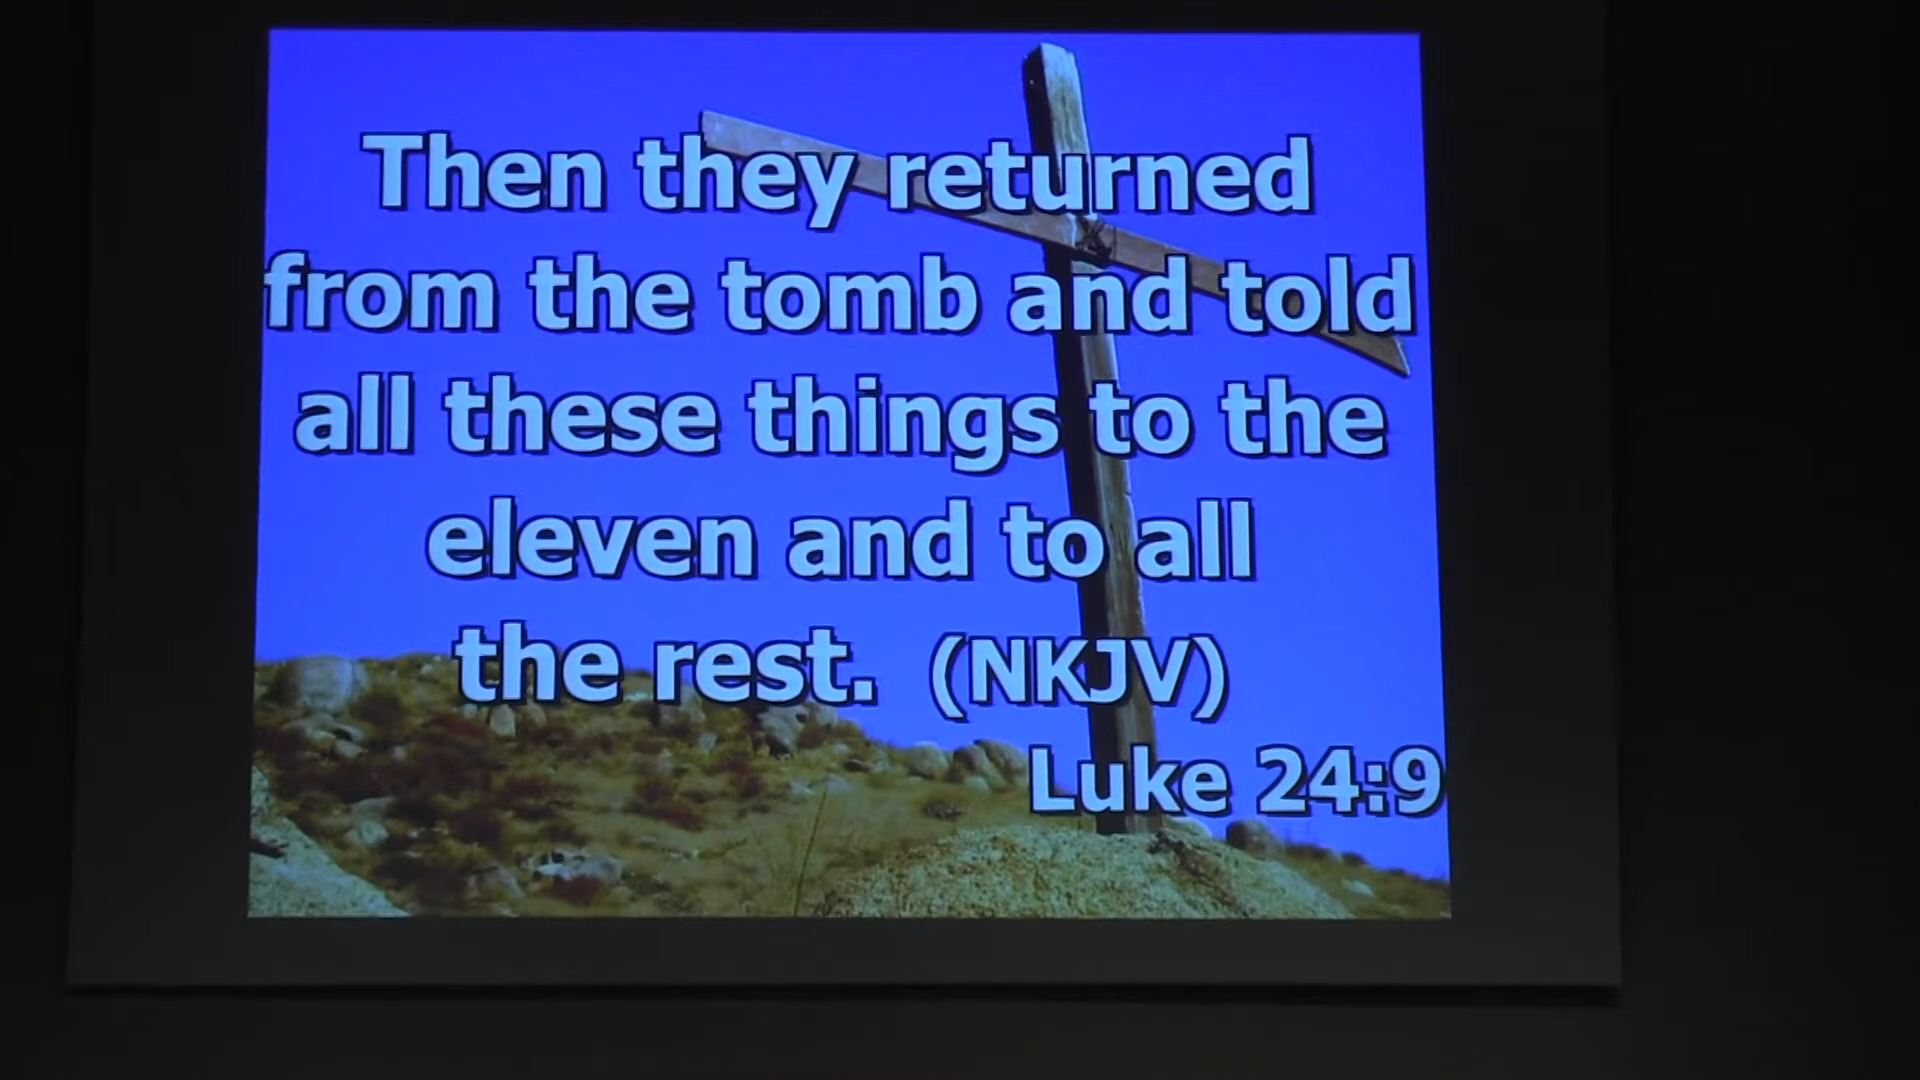 Then they returned
from the tomb and told
all these things to the
eleven and to all
the rest. (NKJV)
Luke 24:9